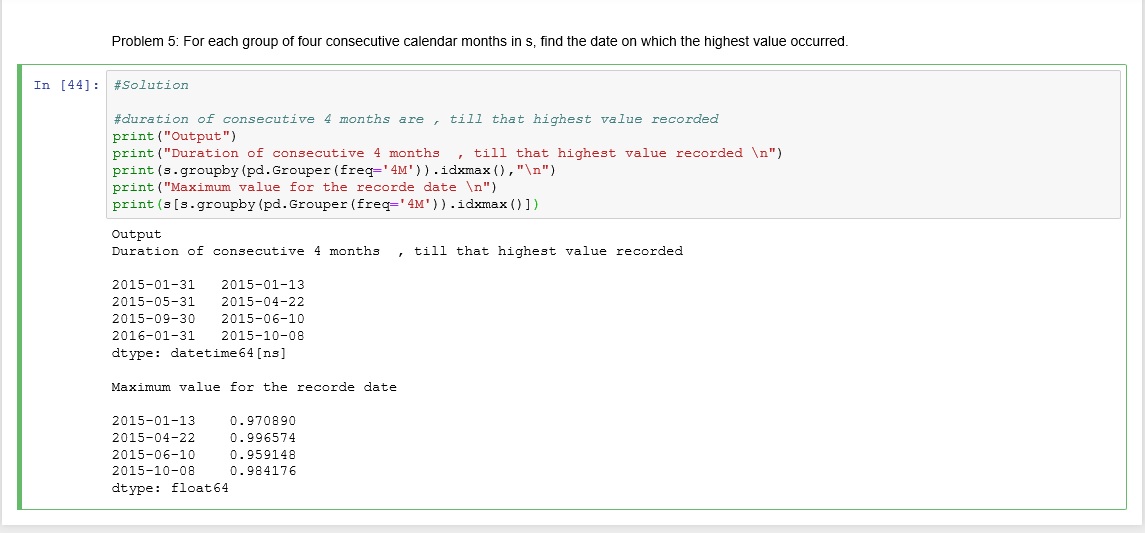 Problem 5: For each group of four consecutive calendar months in s, find the date on which the highest value occurred.
In [44]:
#Solution
#duration of consecutive 4 months are , till that highest value recorded
print("Output")
print("Duration of consecutive 4 months  , till that highest value recorded \n")
print(s.groupby(pd.Grouper(freq='4M')).idxmax(),"\n")
print("Maximum value for the recorde date \n")
print(s[s.groupby(pd.Grouper(freq='4M')).idxmax()])
Output
Duration of consecutive 4 months  , till that highest value recorded
2015-01-31   2015-01-13
2015-05-31   2015-04-22
2015-09-30   2015-06-10
2016-01-31   2015-10-08
dtype: datetime64[ns]
Maximum value for the recorde date
2015-01-13    0.970890
2015-04-22    0.996574
2015-06-10    0.959148
2015-10-08    0.984176
dtype: float64